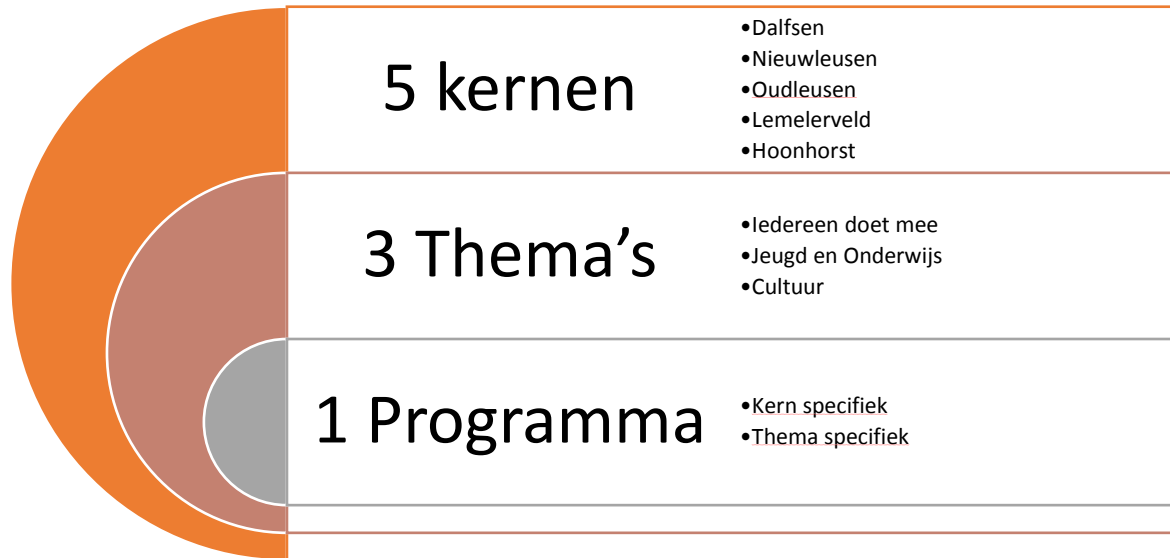 5 kernen
•Dalfsen
•Nieuwleusen
•Oudleusen
•Lemelerveld
•Hoonhorst
3 Thema's
•Iedereen doet mee
•Jeugd en Onderwijs
•Cultuur
1 Programma
•Kern specifiek
•Thema specifiek